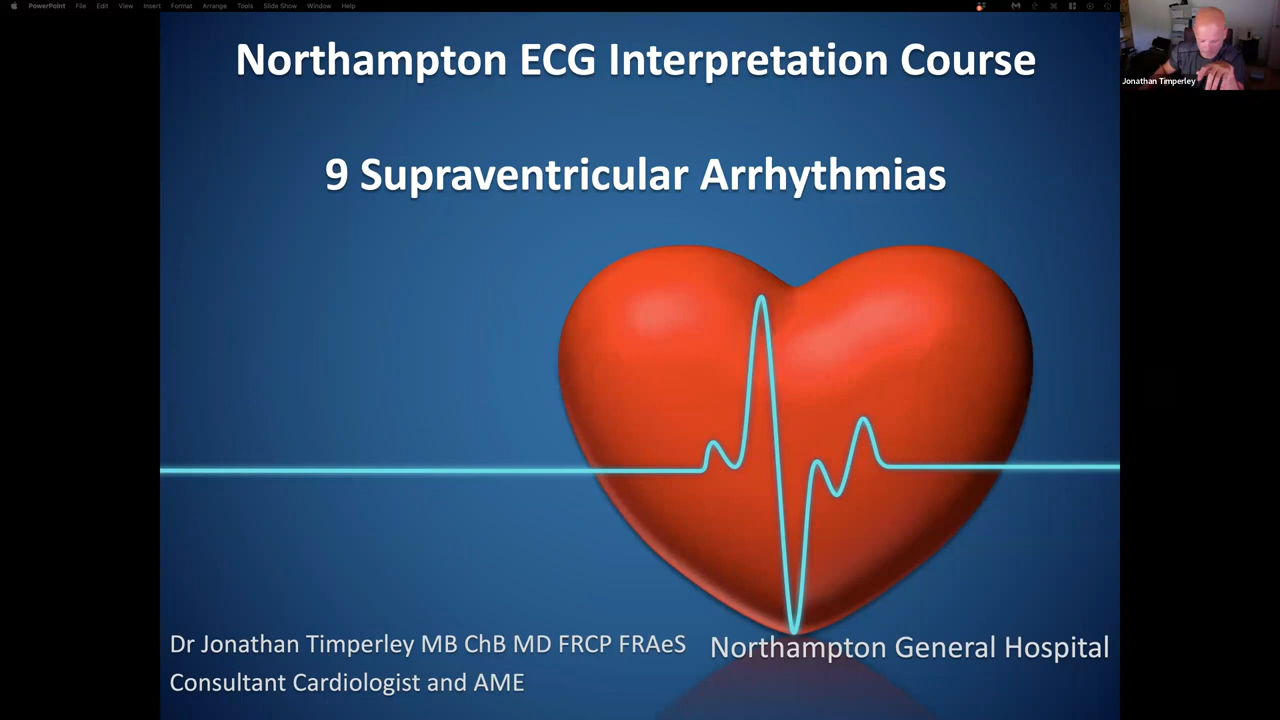 PowerPoint File Edit View Insert Format Arrange Tools Slide Show Window Help
Northampton ECG Interpretation Course
9 Supraventricular Arrhythmias
Jonathan Timperley
Dr Jonathan Timperley MB ChB MD FRCP FRAeS
Northampton General Hospital
Consultant Cardiologist and AME